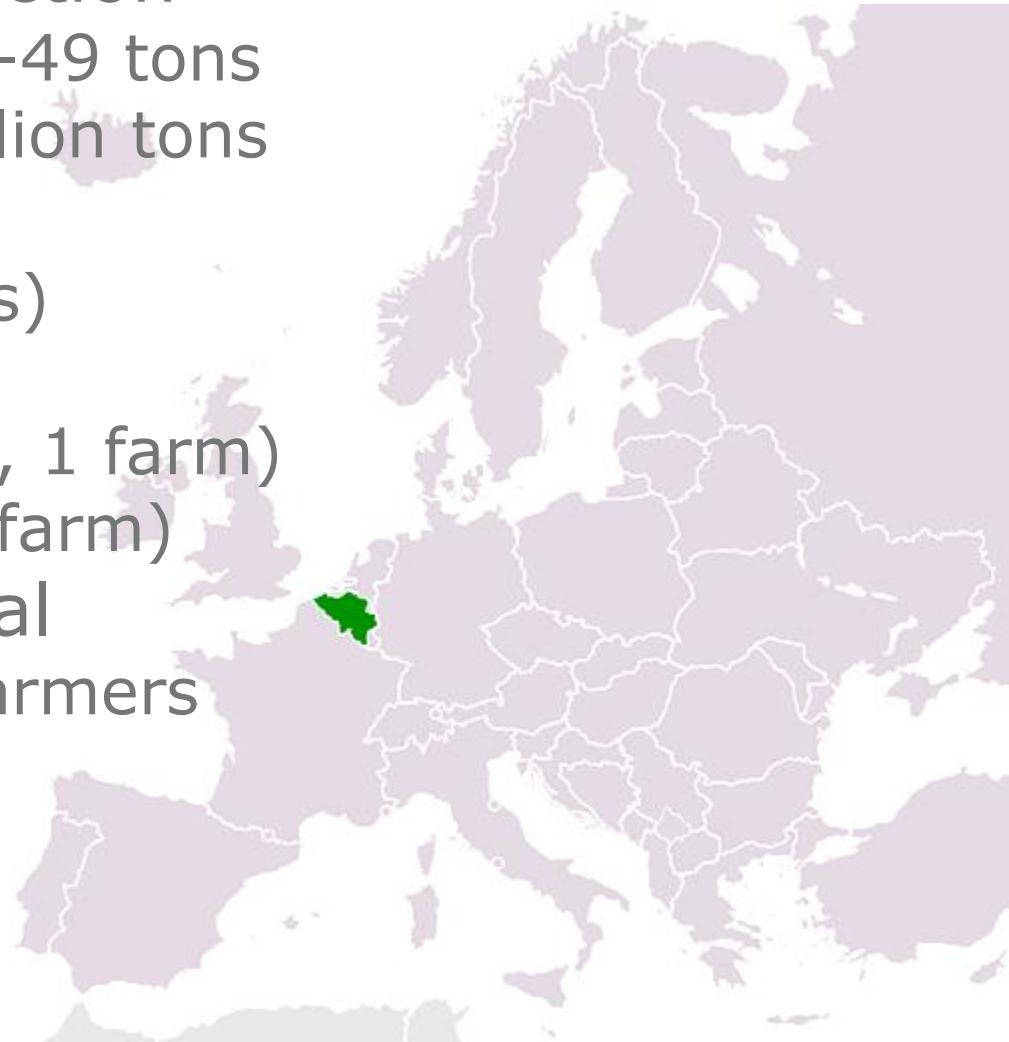 -49 tons
lion tons
s)
, 1 farm)
farm)
al
armers